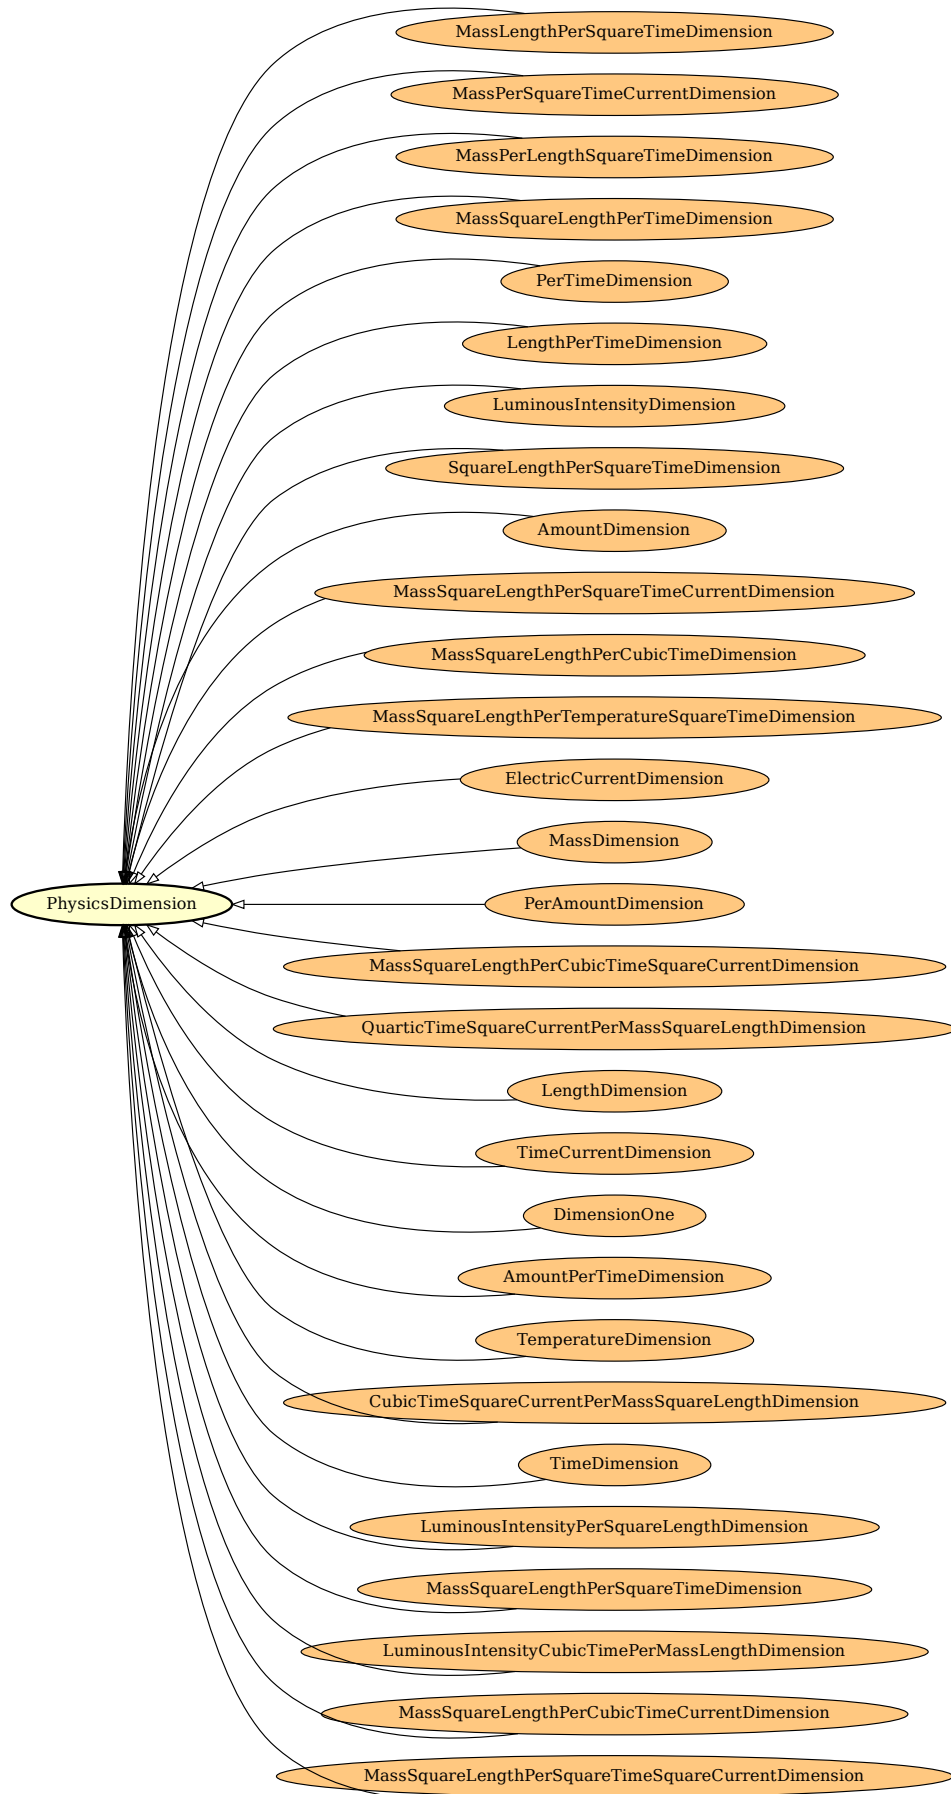 MassLengthPerSquareTimeDimension
MassPerSquareTimeCurrentDimension
MassPerLengthSquareTimeDimension
MassSquareLengthPerTimeDimension
PerTimeDimension
LengthPerTimeDimension
LuminousIntensityDimension
SquareLengthPerSquareTimeDimension
AmountDimension
MassSquareLengthPerSquareTimeCurrentDimension
MassSquareLengthPerCubicTimeDimension
MassSquareLengthPerTemperatureSquareTimeDimension
ElectricCurrentDimension
MassDimension
PhysicsDimension
PerAmountDimension
MassSquareLengthPerCubicTimeSquareCurrentDimension
QuarticTimeSquareCurrentPerMassSquareLengthDimension
LengthDimension
TimeCurrentDimension
DimensionOne
AmountPerTimeDimension
TemperatureDimension
CubicTimeSquareCurrentPerMassSquareLengthDimension
TimeDimension
LuminousIntensityPerSquareLengthDimension
MassSquareLengthPerSquareTimeDimension
LuminousIntensityCubicTimePerMassLengthDimension
MassSquareLengthPerCubicTimeCurrentDimension
MassSquareLengthPerSquareTimeSquareCurrentDimension